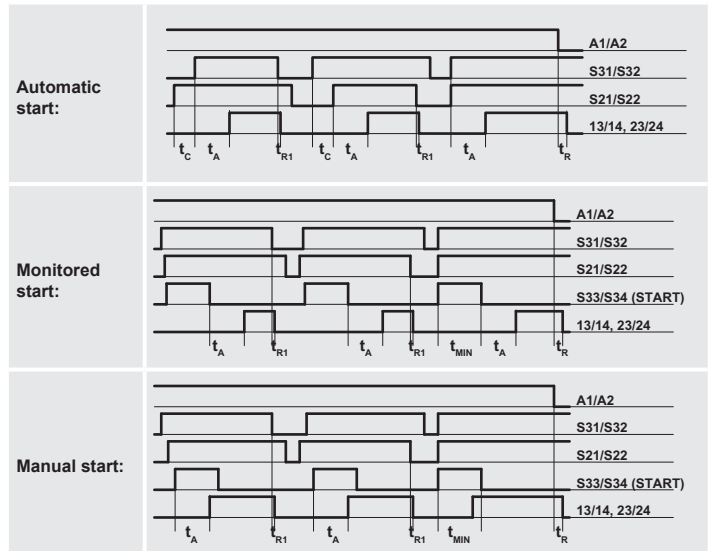 Automatic
start:
A1/A2
S31/S32
S21/S22
13/14, 23/24
tC tA tR1 tC tA tR1 tA tR
Monitored
start:
A1/A2
S31/S32
S21/S22
S33/S34 (START)
13/14, 23/24
tA tR1 tA tR1 tMIN tA tR
Manual start:
A1/A2
S31/S32
S21/S22
S33/S34 (START)
13/14, 23/24
tA tR1 tA tR1 tMIN tR